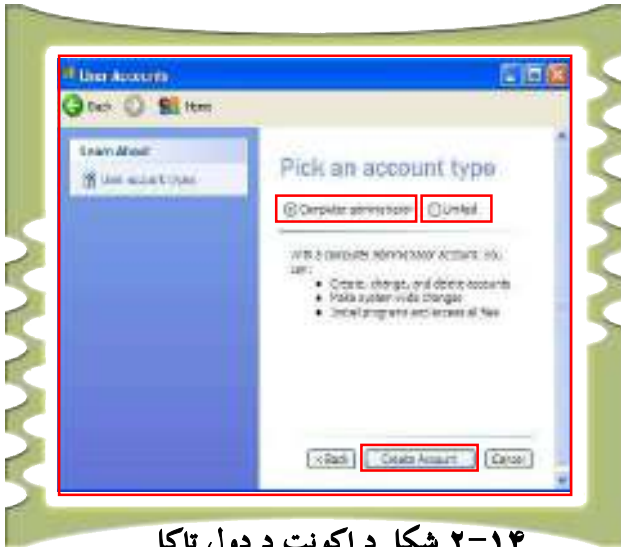 User Accounts
Back Home
Learn About
User account types
Pick an account type
Computer administrator Limited
With a computer administrator account, you
can:
• Create, change, and delete accounts
• Make system-wide changes
• Install programs and access all files
< Back Create Account Cancel
۲-۱۴ شکل د اکونت د ډول ټاکل